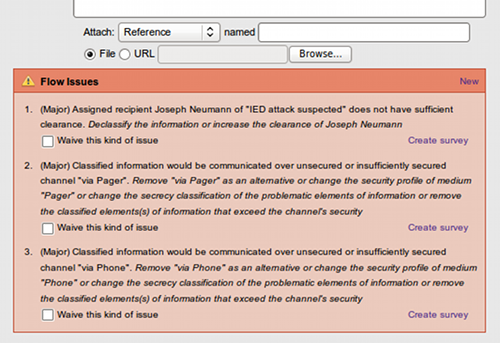 Attach: Reference named
File URL Browse...
Flow Issues New
1. (Major) Assigned recipient Joseph Neumann of "IED attack suspected" does not have sufficient
clearance. Declassify the information or increase the clearance of Joseph Neumann
Waive this kind of issue Create survey
2. (Major) Classified information would be communicated over unsecured or insufficiently secured
channel "via Pager". Remove "via Pager" as an alternative or change the security profile of medium
"Pager" or change the secrecy classification of the problematic elements of information or remove
the classified elements(s) of information that exceed the channel's security
Waive this kind of issue Create survey
3. (Major) Classified information would be communicated over unsecured or insufficiently secured
channel "via Phone". Remove "via Phone" as an alternative or change the security profile of medium
"Phone" or change the secrecy classification of the problematic elements of information or remove
the classified elements(s) of information that exceed the channel's security
Waive this kind of issue Create survey